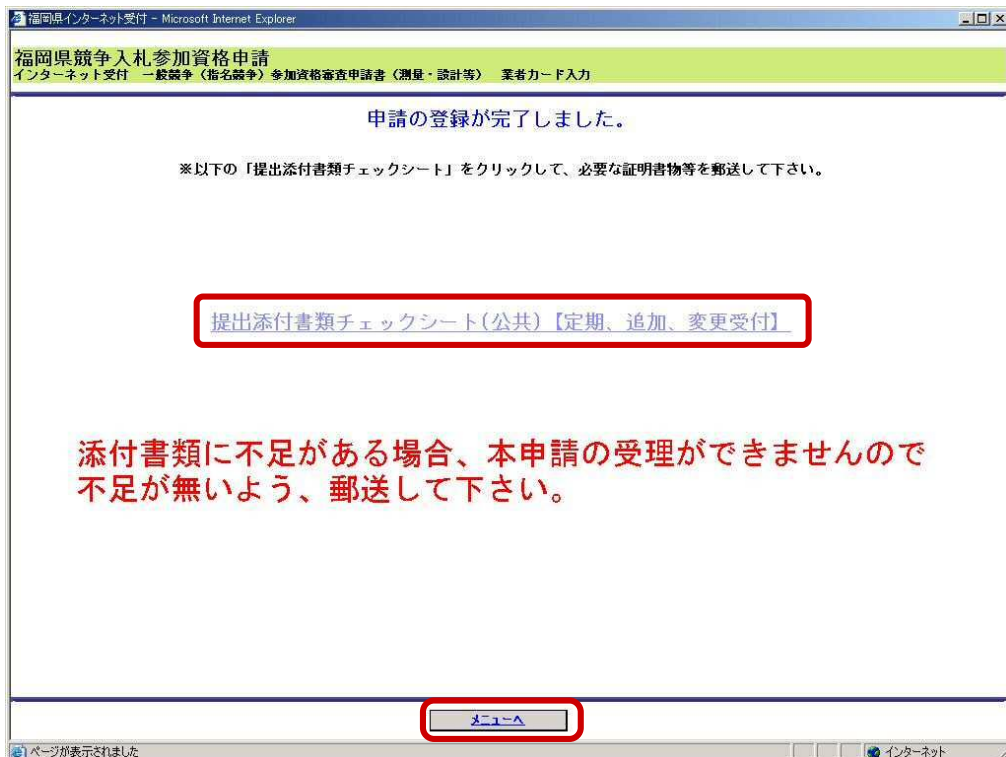 福岡県インターネット受付 - Microsoft Internet Explorer
福岡県競争入札参加資格申請
インターネット受付　一般競争（指名競争）参加資格審査申請書（測量・設計等）　業者カード入力
申請の登録が完了しました。
※以下の「提出添付書類チェックシート」をクリックして、必要な証明書物等を郵送して下さい。
提出添付書類チェックシート(公共)【定期、追加、変更受付】
添付書類に不足がある場合、本申請の受理ができませんので
不足が無いよう、郵送して下さい。
メニューへ
ページが表示されました
インターネット